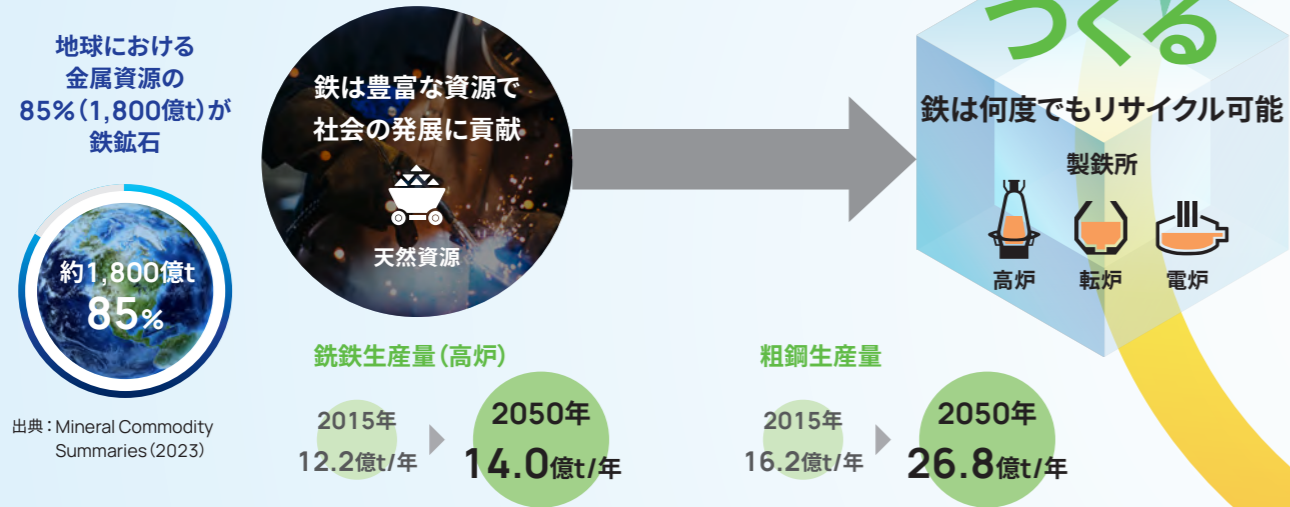 地球における
金属資源の
85%(1,800億t)が
鉄鉱石
約1,800億t
85%
出典：Mineral Commodity
Summaries(2023)
鉄は豊富な資源で
社会の発展に貢献
天然資源
つくる
鉄は何度でもリサイクル可能
製鉄所
高炉 転炉 電炉
銑鉄生産量(高炉)
2015年
12.2億t/年
2050年
14.0億t/年
粗鋼生産量
2015年
16.2億t/年
2050年
26.8億t/年